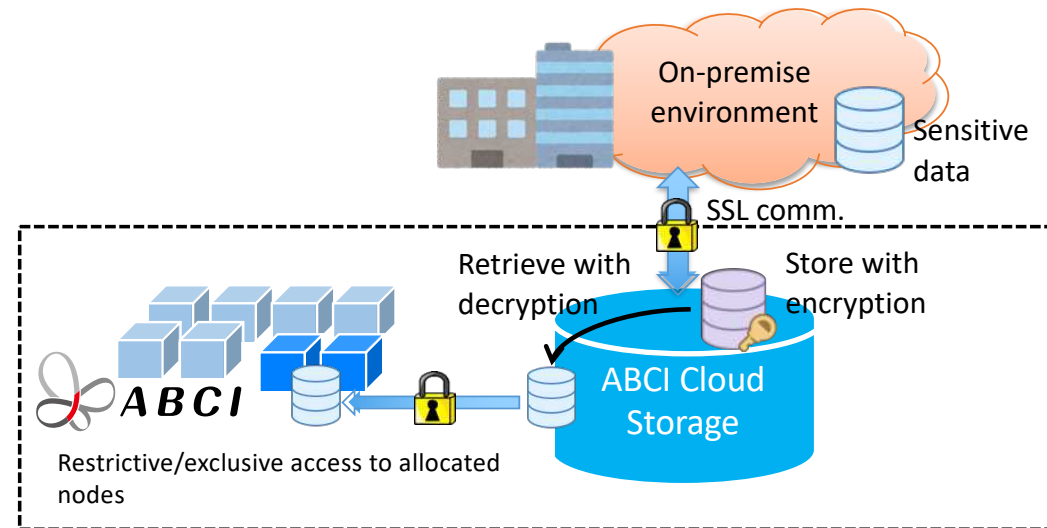 On-premise
environment
Sensitive
data
SSL comm.
Retrieve with
decryption
Store with
encryption
ABCI Cloud
Storage
ABCI
Restrictive/exclusive access to allocated
nodes